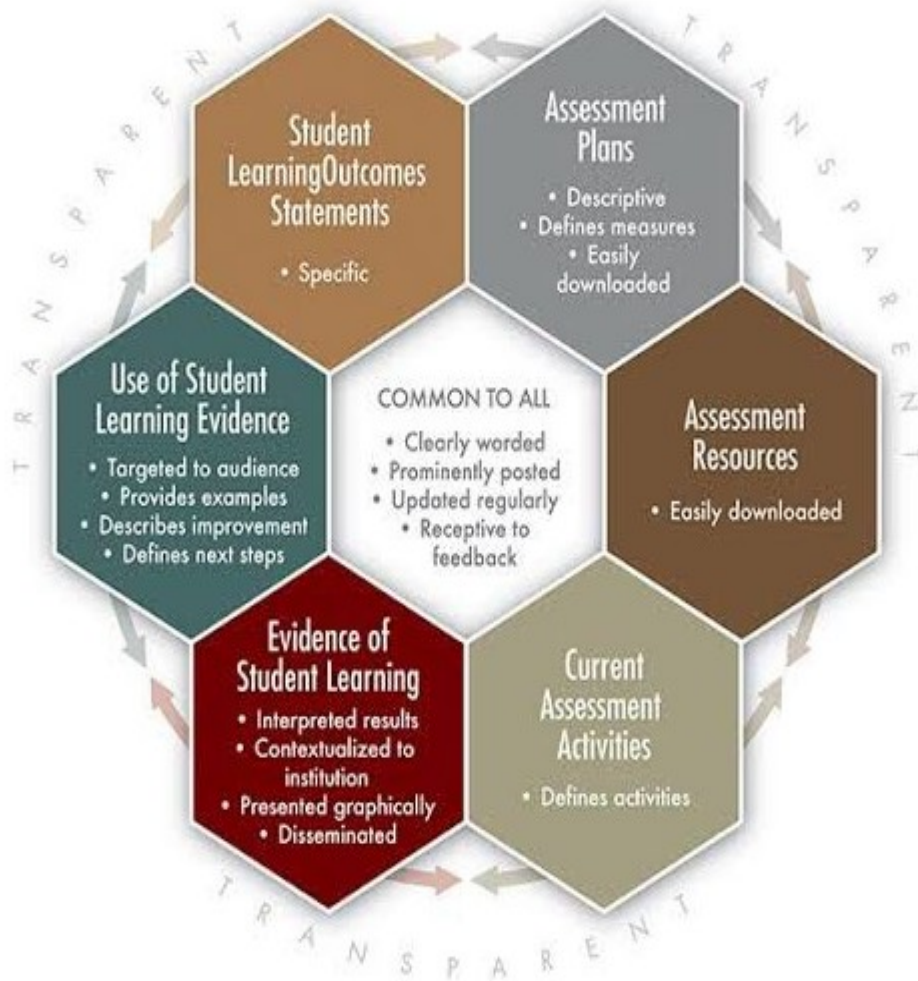 TRANSPARENT
TRANSPARENT
Student
LearningOutcomes
Statements
• Specific
Assessment
Plans
• Descriptive
• Defines measures
• Easily
downloaded
Use of Student
Learning Evidence
• Targeted to audience
• Provides examples
• Describes improvement
• Defines next steps
COMMON TO ALL
• Clearly worded
• Prominently posted
• Updated regularly
• Receptive to
feedback
Assessment
Resources
• Easily downloaded
Evidence of
Student Learning
• Interpreted results
• Contextualized to
institution
• Presented graphically
• Disseminated
Current
Assessment
Activities
• Defines activities
TRANSPARENT